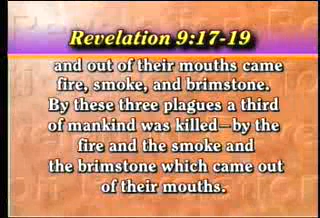 Revelation 9:17-19
and out of their mouths came
fire, smoke, and brimstone.
By these three plagues a third
of mankind was killed—by the
fire and the smoke and
the brimstone which came out
of their mouths.